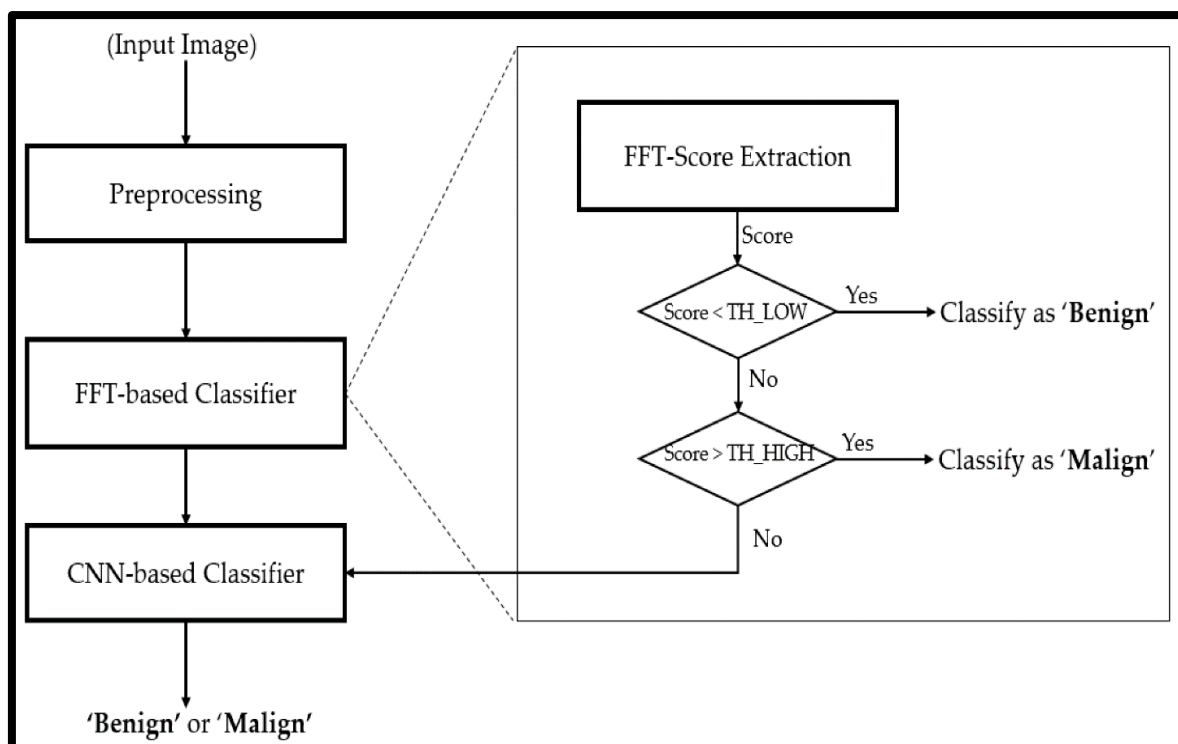 (Input Image)
Preprocessing
FFT-based Classifier
CNN-based Classifier
‘Benign’ or ‘Malign’
FFT-Score Extraction
Score
Score < TH_LOW
Yes
Classify as ‘Benign’
No
Score > TH_HIGH
Yes
Classify as ‘Malign’
No